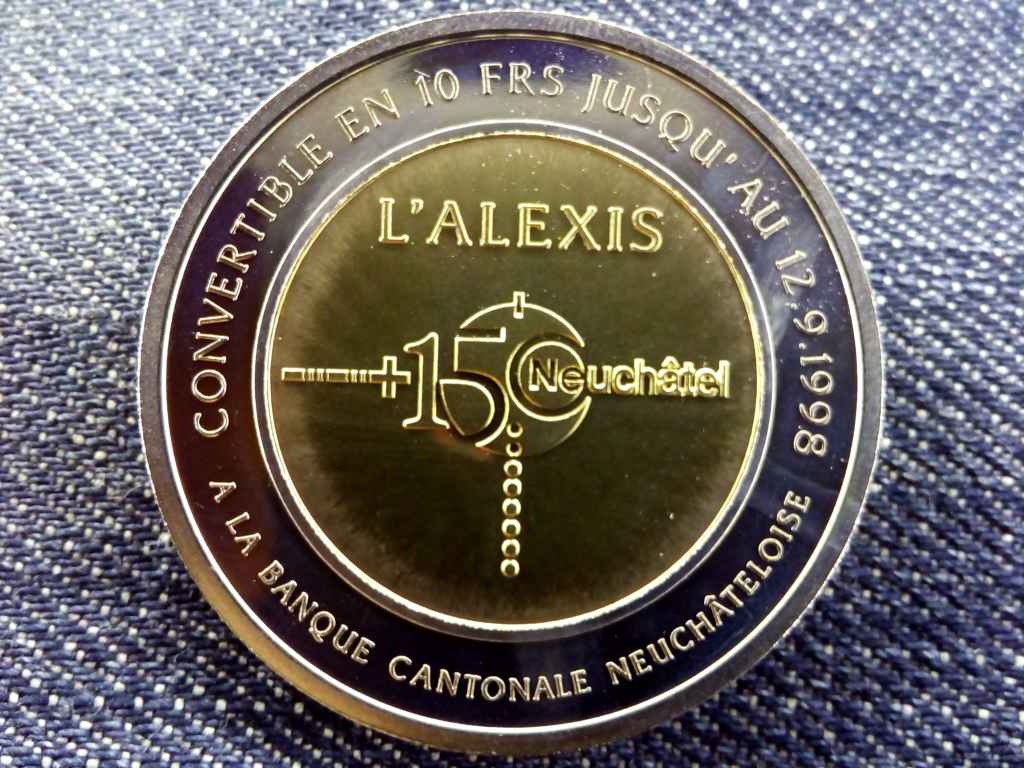 CONVERTIBLE EN 10 FRS JUSQU' AU 12.9.1998
L'ALEXIS
150 Neuchâtel
A LA BANQUE CANTONALE NEUCHÂTELOISE